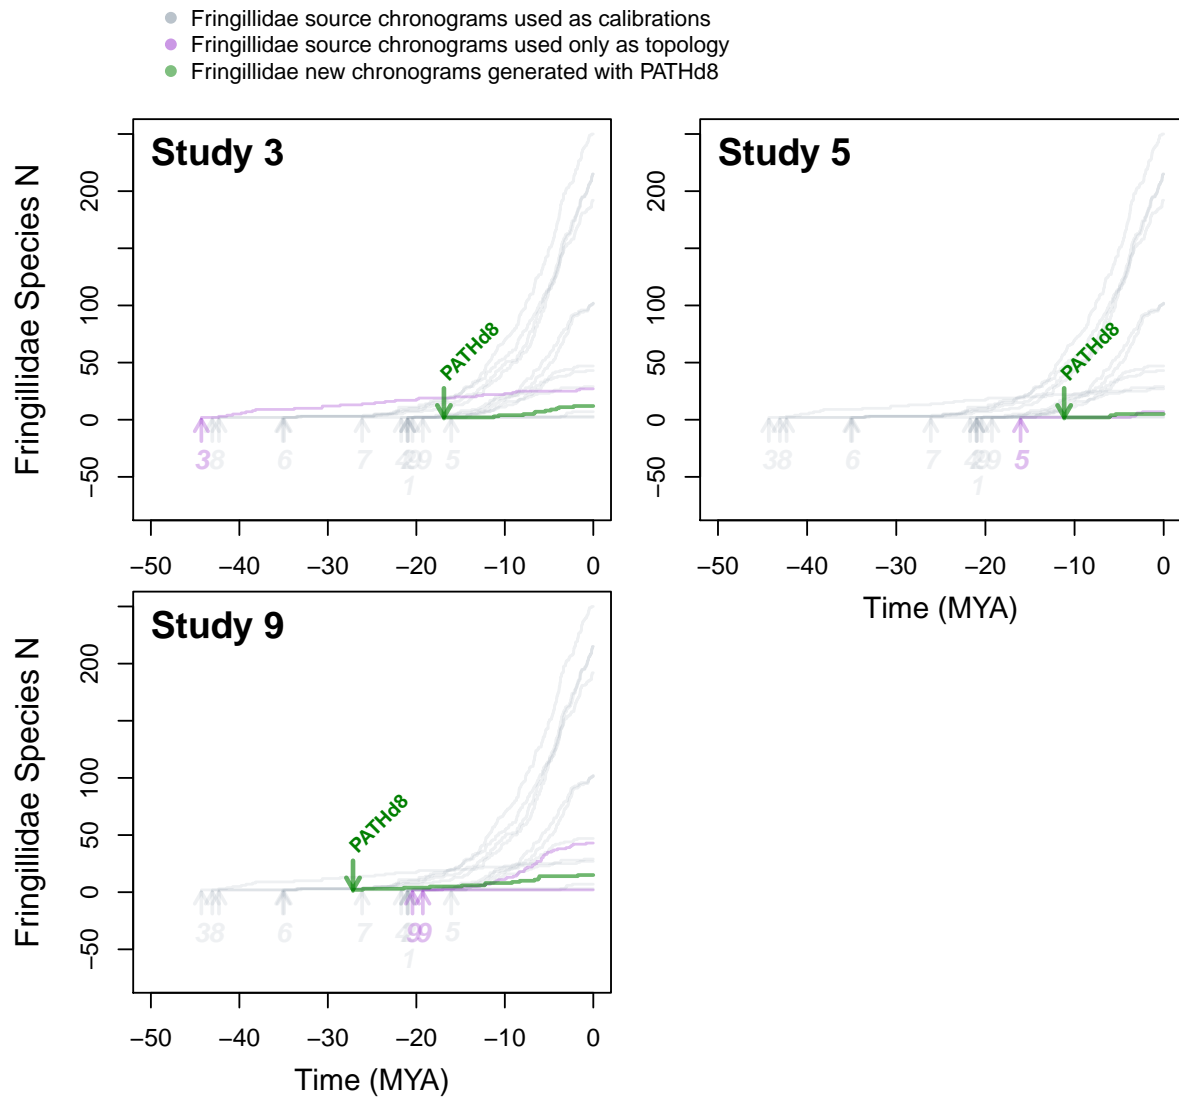 Fringillidae source chronograms used as calibrations
Fringillidae source chronograms used only as topology
Fringillidae new chronograms generated with PATHd8
Study 3
Fringillidae Species N
200
100
50
0
−50
PATHd8
3
8
6
7
4
9
5
1
−50 −40 −30 −20 −10 0
Study 5
200
100
50
0
−50
PATHd8
3
8
6
7
4
9
5
1
−50 −40 −30 −20 −10 0
Time (MYA)
Study 9
Fringillidae Species N
200
100
50
0
−50
PATHd8
3
8
6
7
4
9
9
5
1
−50 −40 −30 −20 −10 0
Time (MYA)